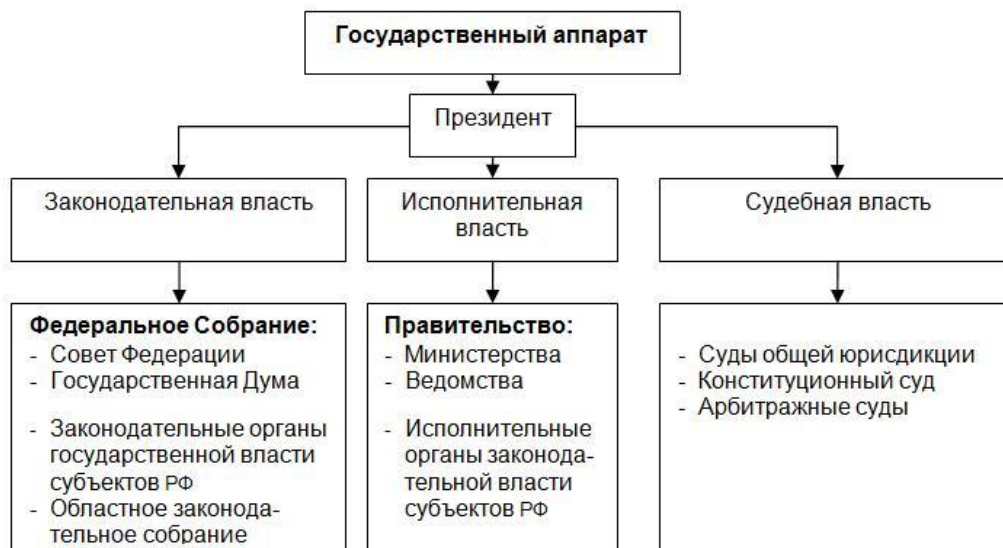 Государственный аппарат
Президент
Законодательная власть
Исполнительная
власть
Судебная власть
Федеральное Собрание:
- Совет Федерации
- Государственная Дума
- Законодательные органы
государственной власти
субъектов РФ
- Областное законода-
тельное собрание
Правительство:
- Министерства
- Ведомства
- Исполнительные
органы законода-
тельной власти
субъектов РФ
- Суды общей юрисдикции
- Конституционный суд
- Арбитражные суды